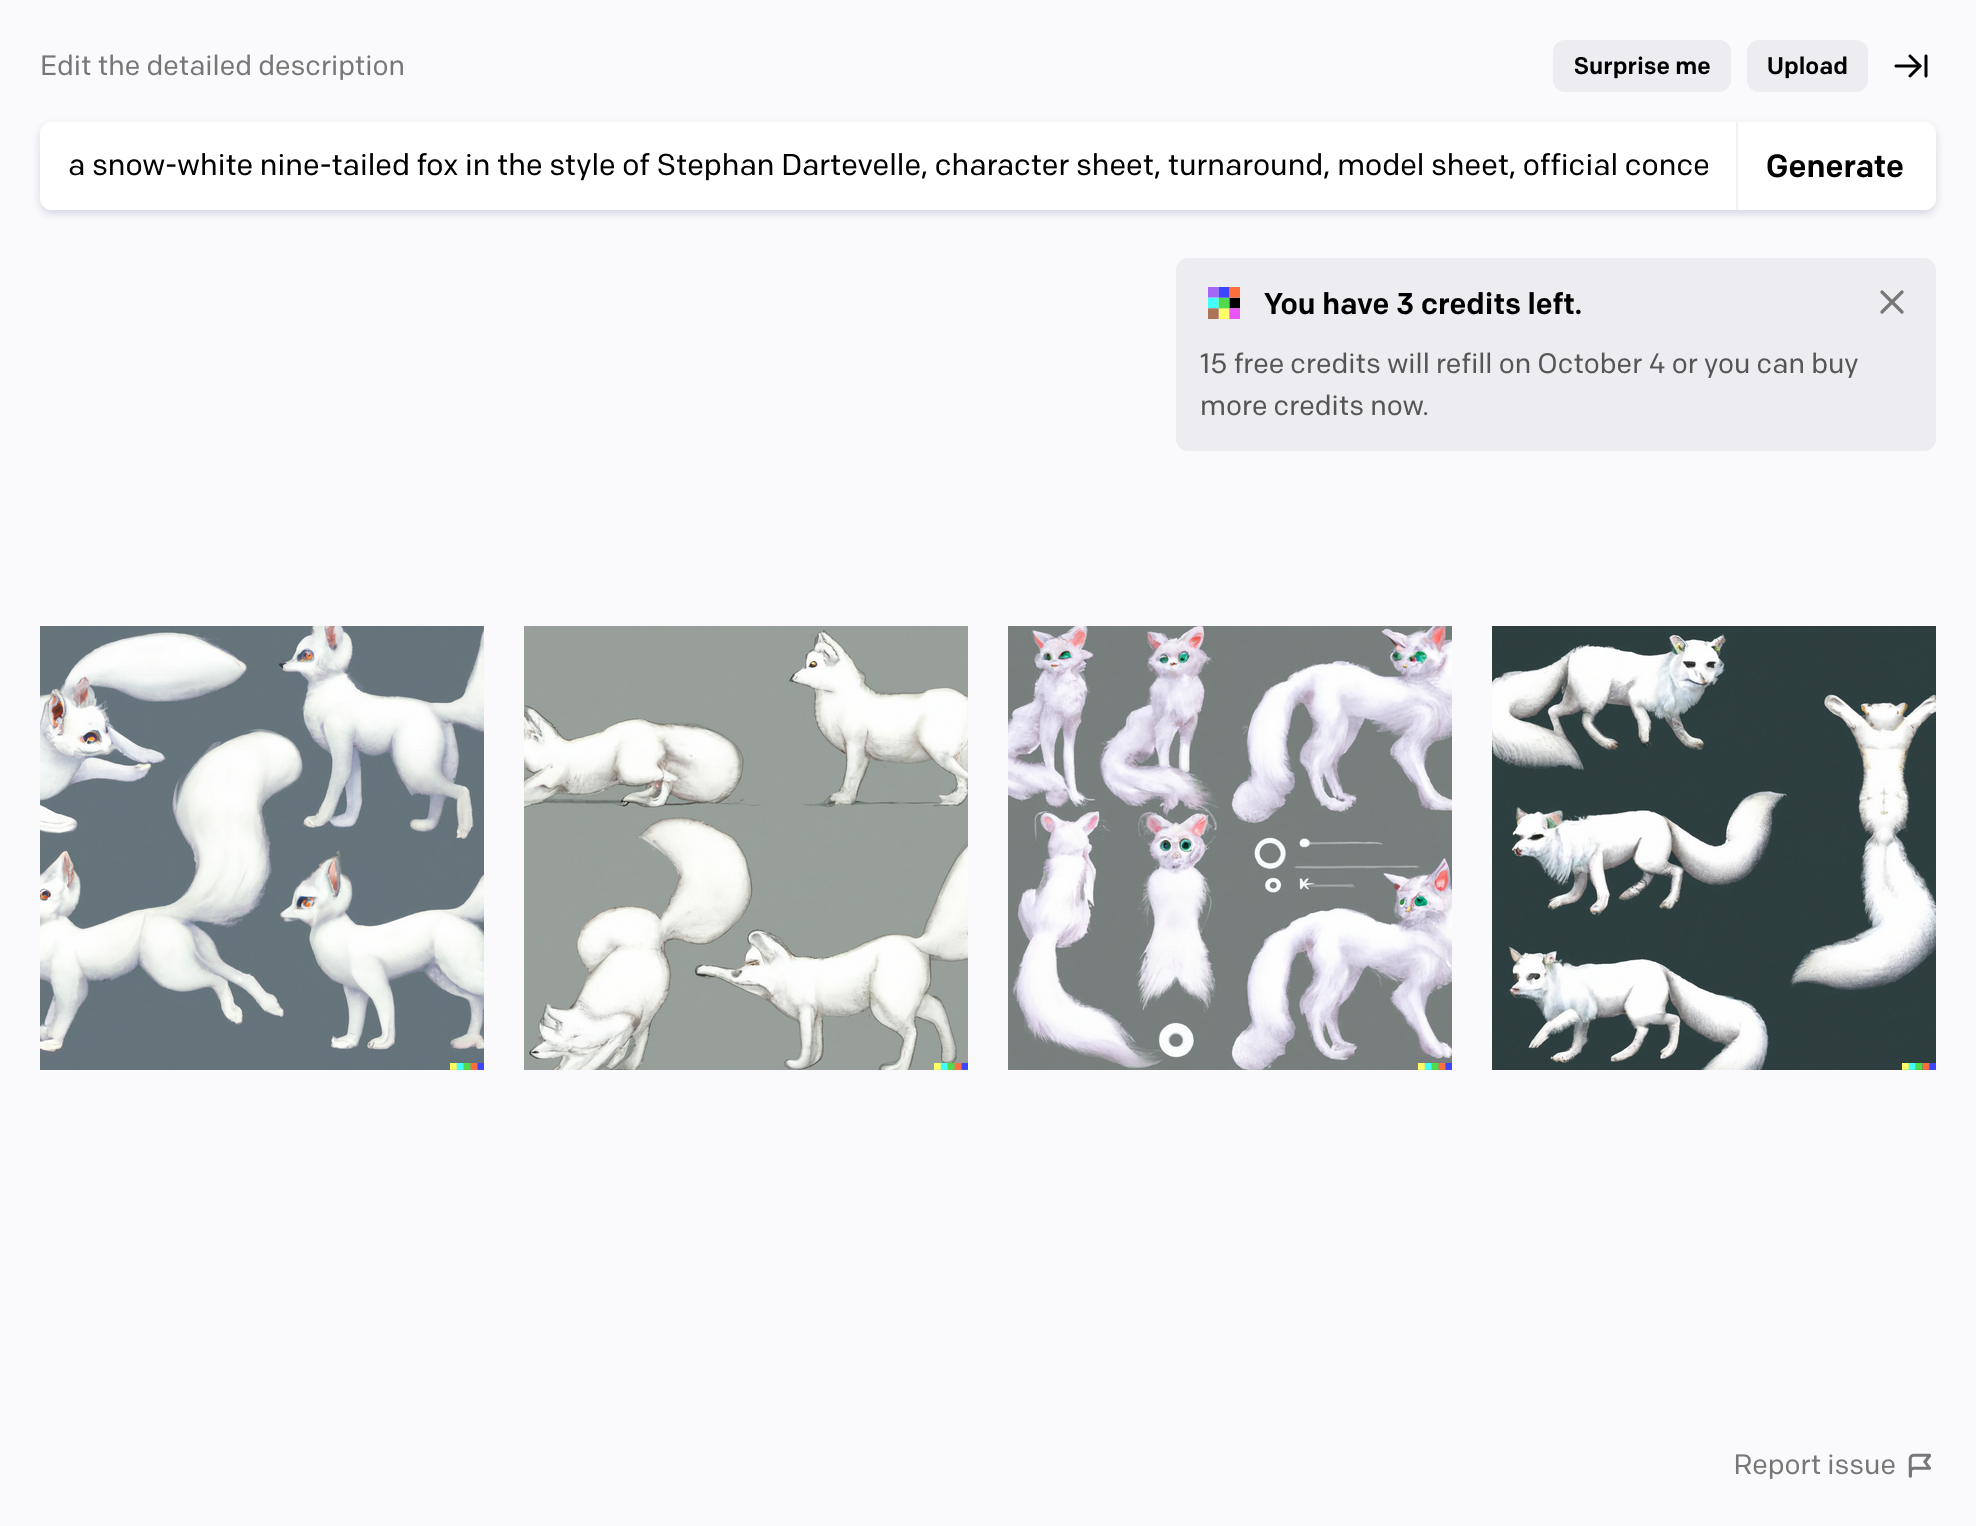 Edit the detailed description
Surprise me
Upload
a snow-white nine-tailed fox in the style of Stephan Dartevelle, character sheet, turnaround, model sheet, official conce
Generate
You have 3 credits left.
15 free credits will refill on October 4 or you can buy
more credits now.
Report issue